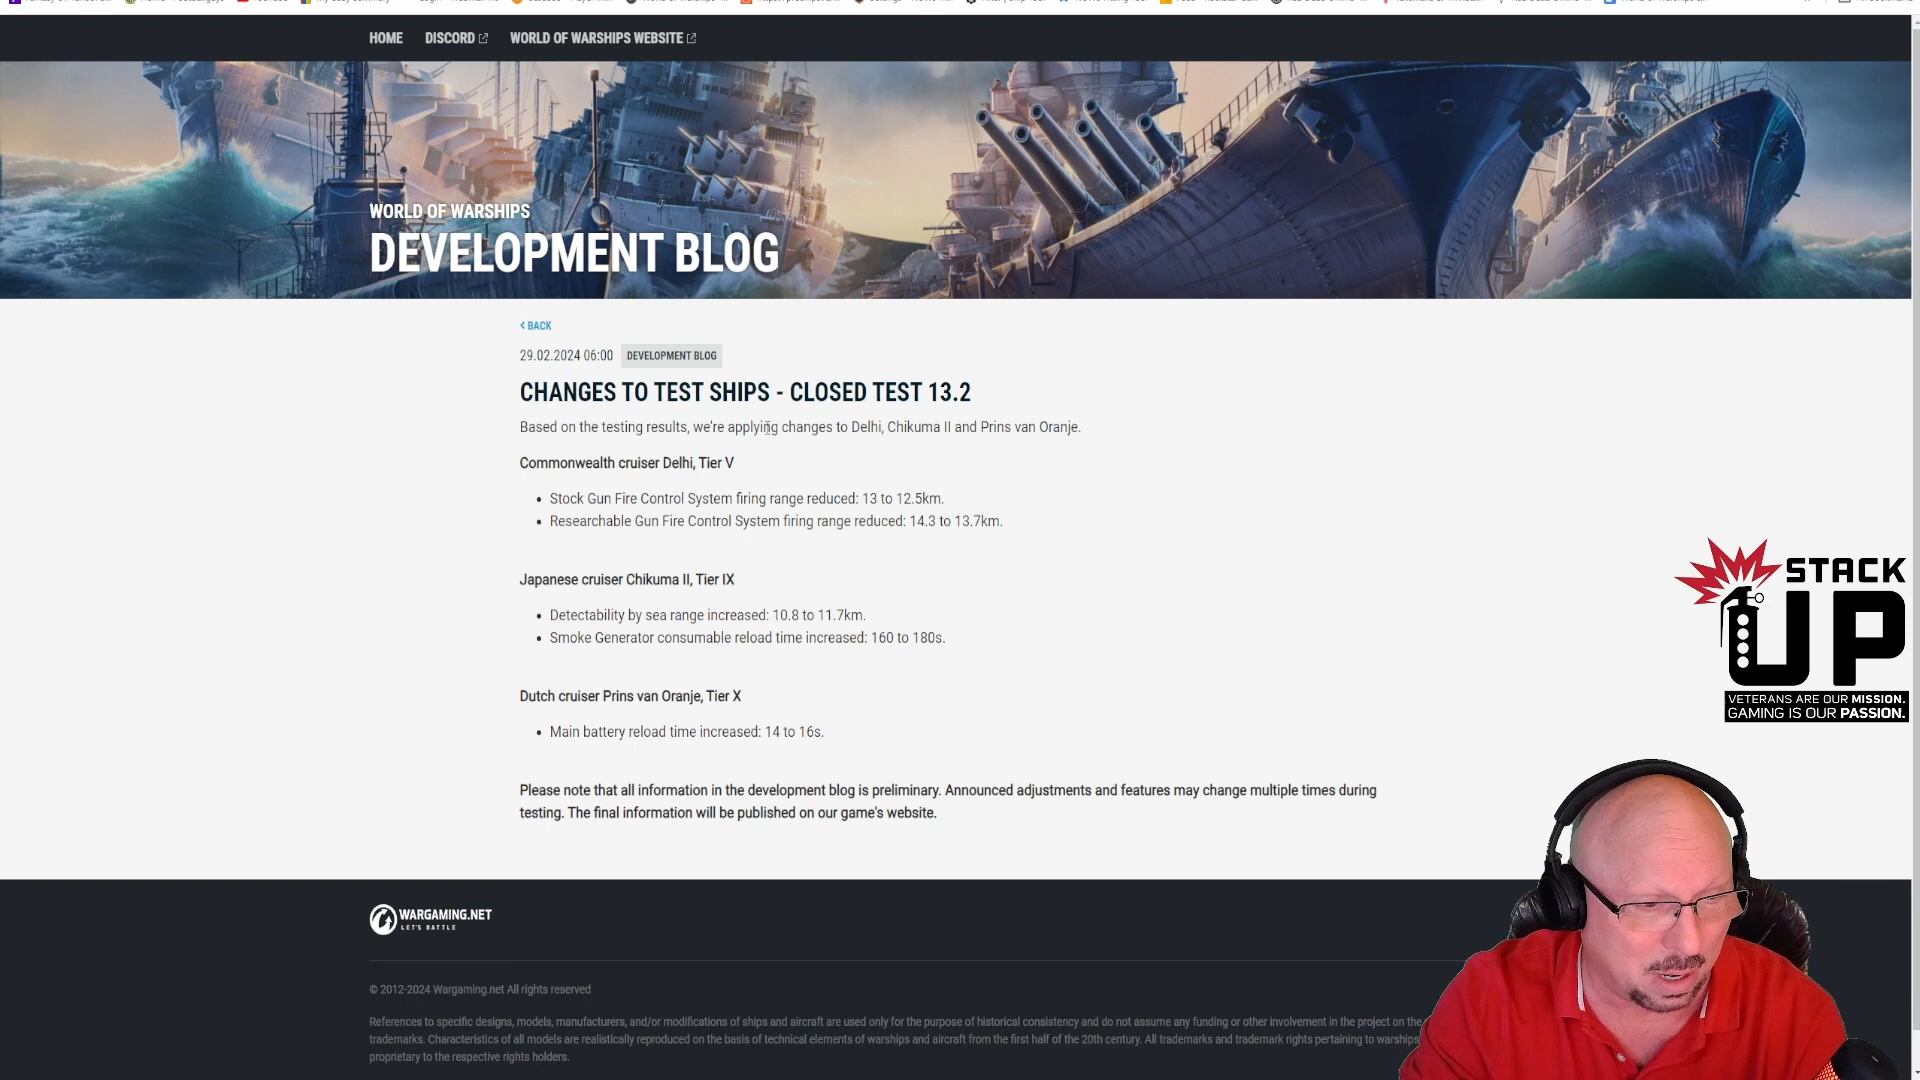 HOME DISCORD WORLD OF WARSHIPS WEBSITE
WORLD OF WARSHIPS
DEVELOPMENT BLOG
BACK
29.02.2024 06:00 DEVELOPMENT BLOG
CHANGES TO TEST SHIPS - CLOSED TEST 13.2
Based on the testing results, we're applying changes to Delhi, Chikuma II and Prins van Oranje.
Commonwealth cruiser Delhi, Tier V
• Stock Gun Fire Control System firing range reduced: 13 to 12.5km.
• Researchable Gun Fire Control System firing range reduced: 14.3 to 13.7km.
Japanese cruiser Chikuma II, Tier IX
• Detectability by sea range increased: 10.8 to 11.7km.
• Smoke Generator consumable reload time increased: 160 to 180s.
Dutch cruiser Prins van Oranje, Tier X
• Main battery reload time increased: 14 to 16s.
Please note that all information in the development blog is preliminary. Announced adjustments and features may change multiple times during
testing. The final information will be published on our game's website.
STACK
UP
VETERANS ARE OUR MISSION.
GAMING IS OUR PASSION.
WARGAMING.NET
LET'S BATTLE
© 2012-2024 Wargaming.net All rights reserved
References to specific designs, models, manufacturers, and/or modifications of ships and aircraft are used only for the purpose of historical consistency and do not assume any funding or other involvement in the project on the
trademarks. Characteristics of all models are realistically reproduced on the basis of technical elements of warships and aircraft from the first half of the 20th century. All trademarks and trademark rights pertaining to warships
proprietary to the respective rights holders.